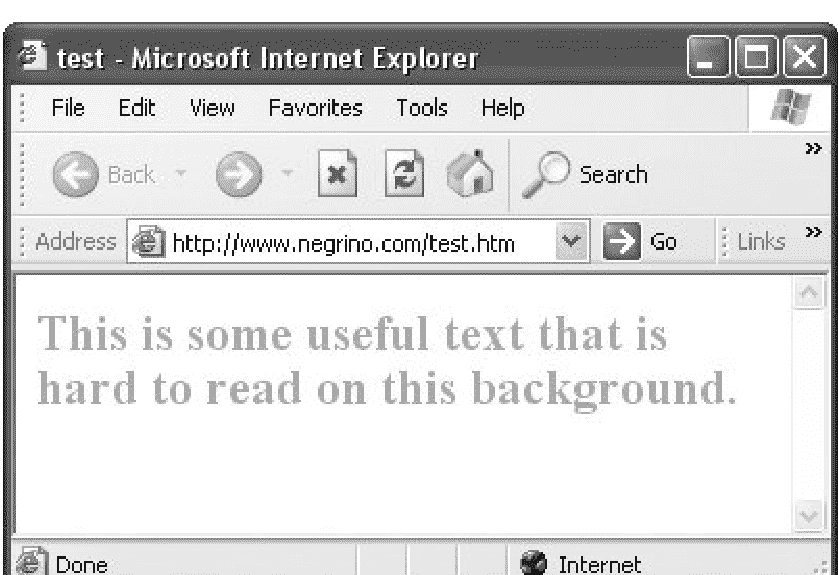 test - Microsoft Internet Explorer
File Edit View Favorites Tools Help
Back Search »
Address http://www.negrino.com/test.htm Go Links »
This is some useful text that is
hard to read on this background.
Done Internet